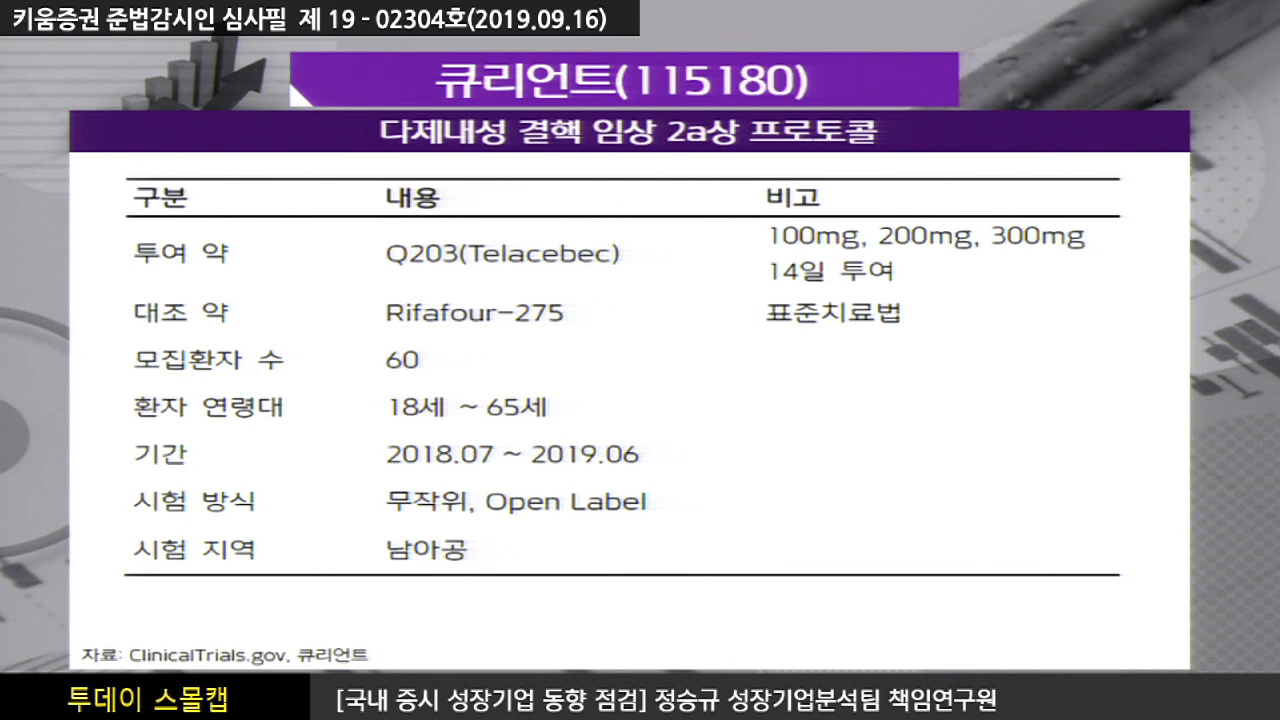 키움증권 준법감시인 심사필 제 19 - 02304호(2019.09.16)
큐리언트(115180)
다제내성 결핵 임상 2a상 프로토콜
구분 내용 비고
투여 약 Q203(Telacebec) 100mg, 200mg, 300mg
14일 투여
대조 약 Rifafour-275 표준치료법
모집환자 수 60
환자 연령대 18세 ~ 65세
기간 2018.07 ~ 2019.06
시험 방식 무작위, Open Label
시험 지역 남아공
자료: ClinicalTrials.gov, 큐리언트
투데이 스몰캡 [국내 증시 성장기업 동향 점검] 정승규 성장기업분석팀 책임연구원